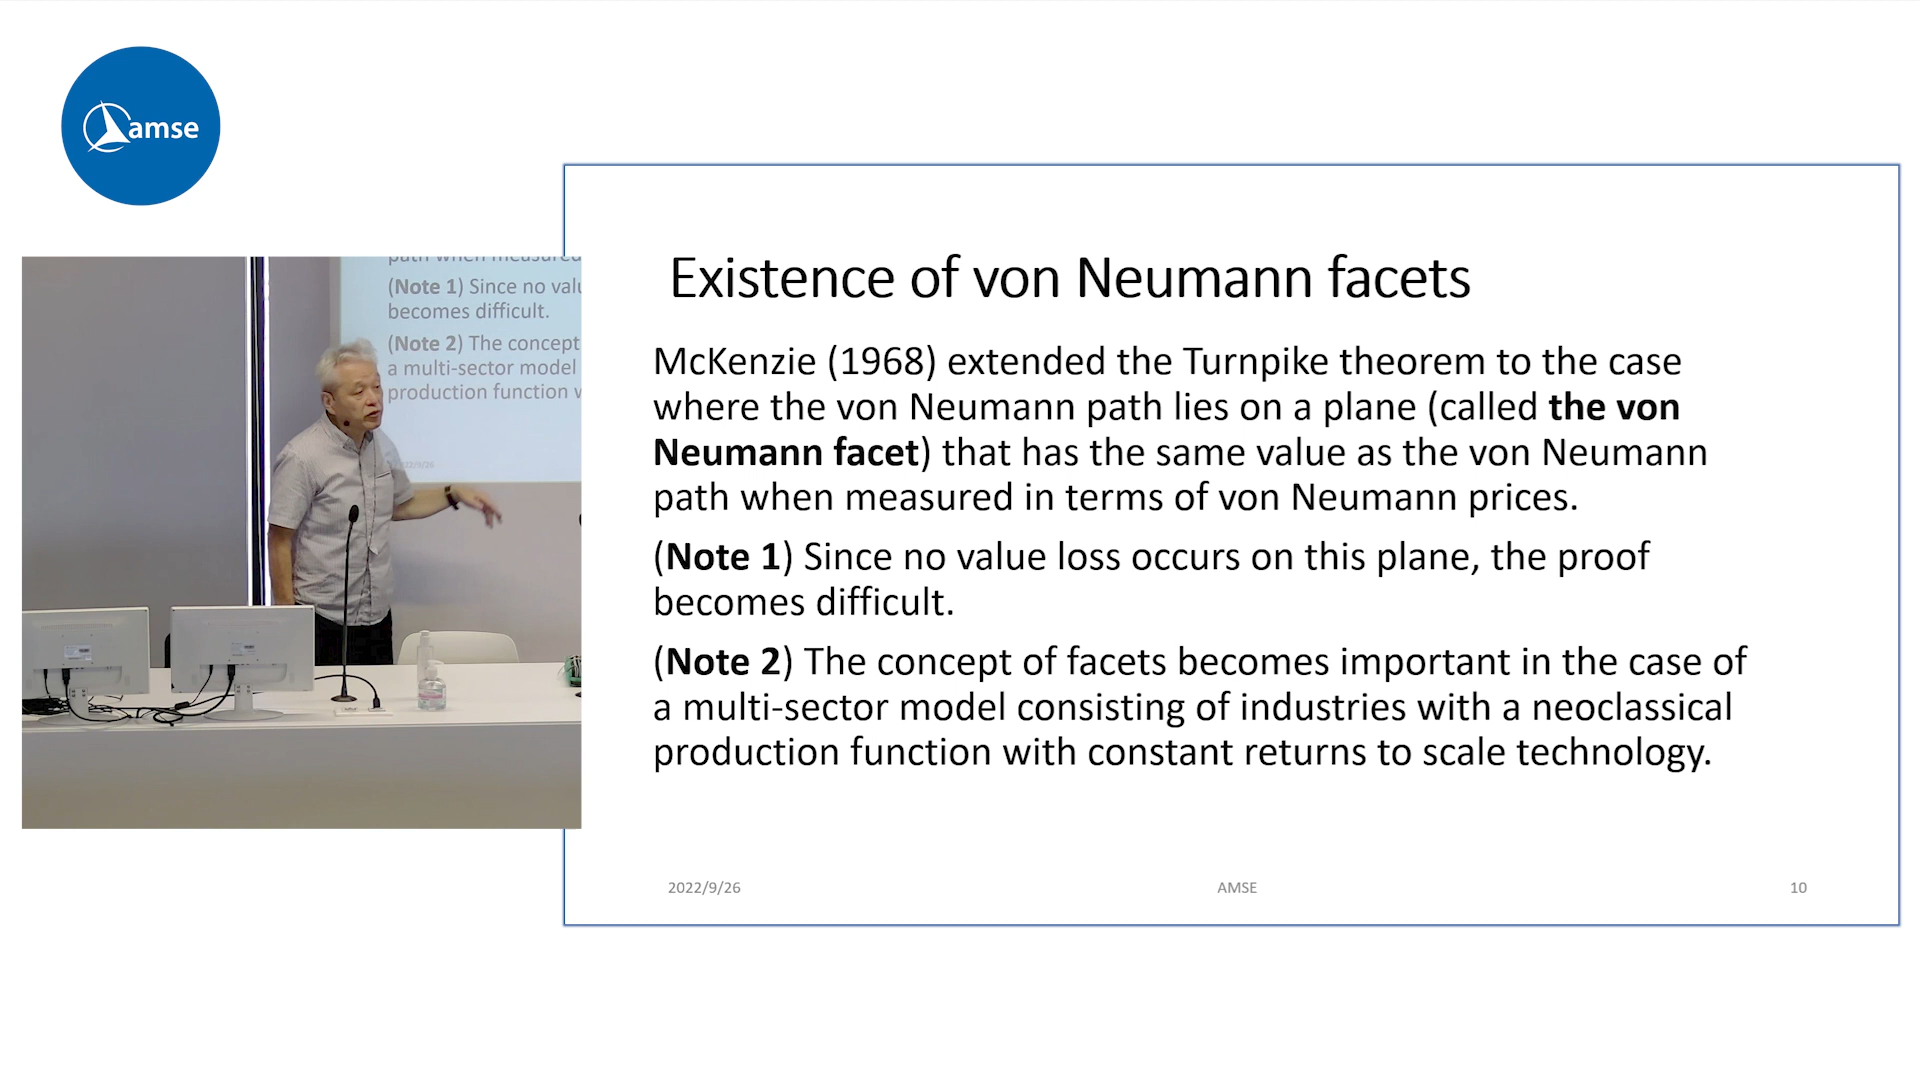 amse
path when measured
(Note 1) Since no valu
becomes difficult.
(Note 2) The concept
a multi-sector model
production function w
Existence of von Neumann facets
McKenzie (1968) extended the Turnpike theorem to the case
where the von Neumann path lies on a plane (called the von
Neumann facet) that has the same value as the von Neumann
path when measured in terms of von Neumann prices.
(Note 1) Since no value loss occurs on this plane, the proof
becomes difficult.
(Note 2) The concept of facets becomes important in the case of
a multi-sector model consisting of industries with a neoclassical
production function with constant returns to scale technology.
2022/9/26
AMSE
10